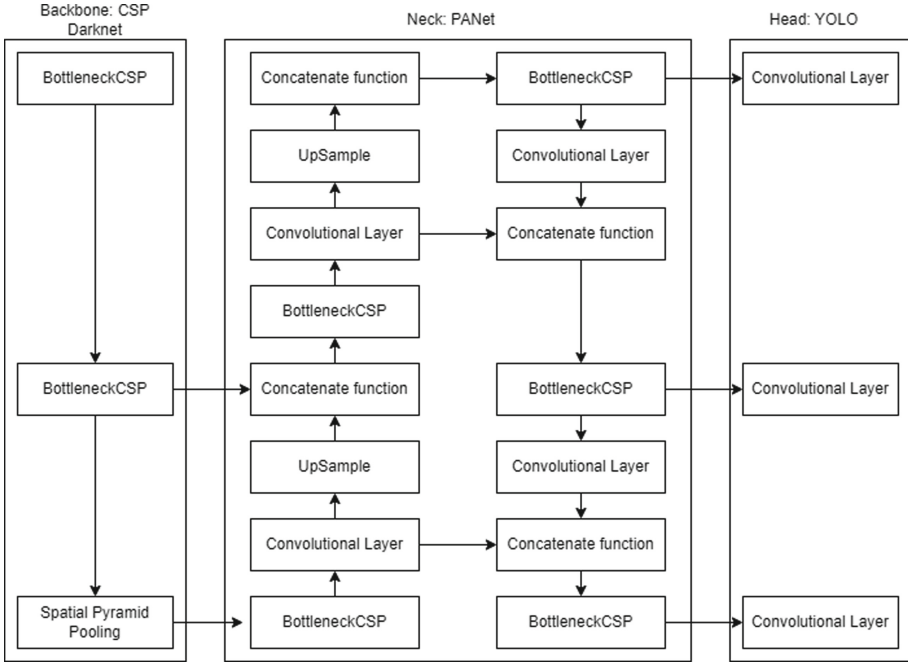 Backbone: CSP
Darknet
Neck: PANet
Head: YOLO
BottleneckCSP
Concatenate function
BottleneckCSP
Convolutional Layer
UpSample
Convolutional Layer
Convolutional Layer
Concatenate function
BottleneckCSP
BottleneckCSP
Concatenate function
BottleneckCSP
Convolutional Layer
UpSample
Convolutional Layer
Convolutional Layer
Concatenate function
Spatial Pyramid
Pooling
BottleneckCSP
BottleneckCSP
Convolutional Layer